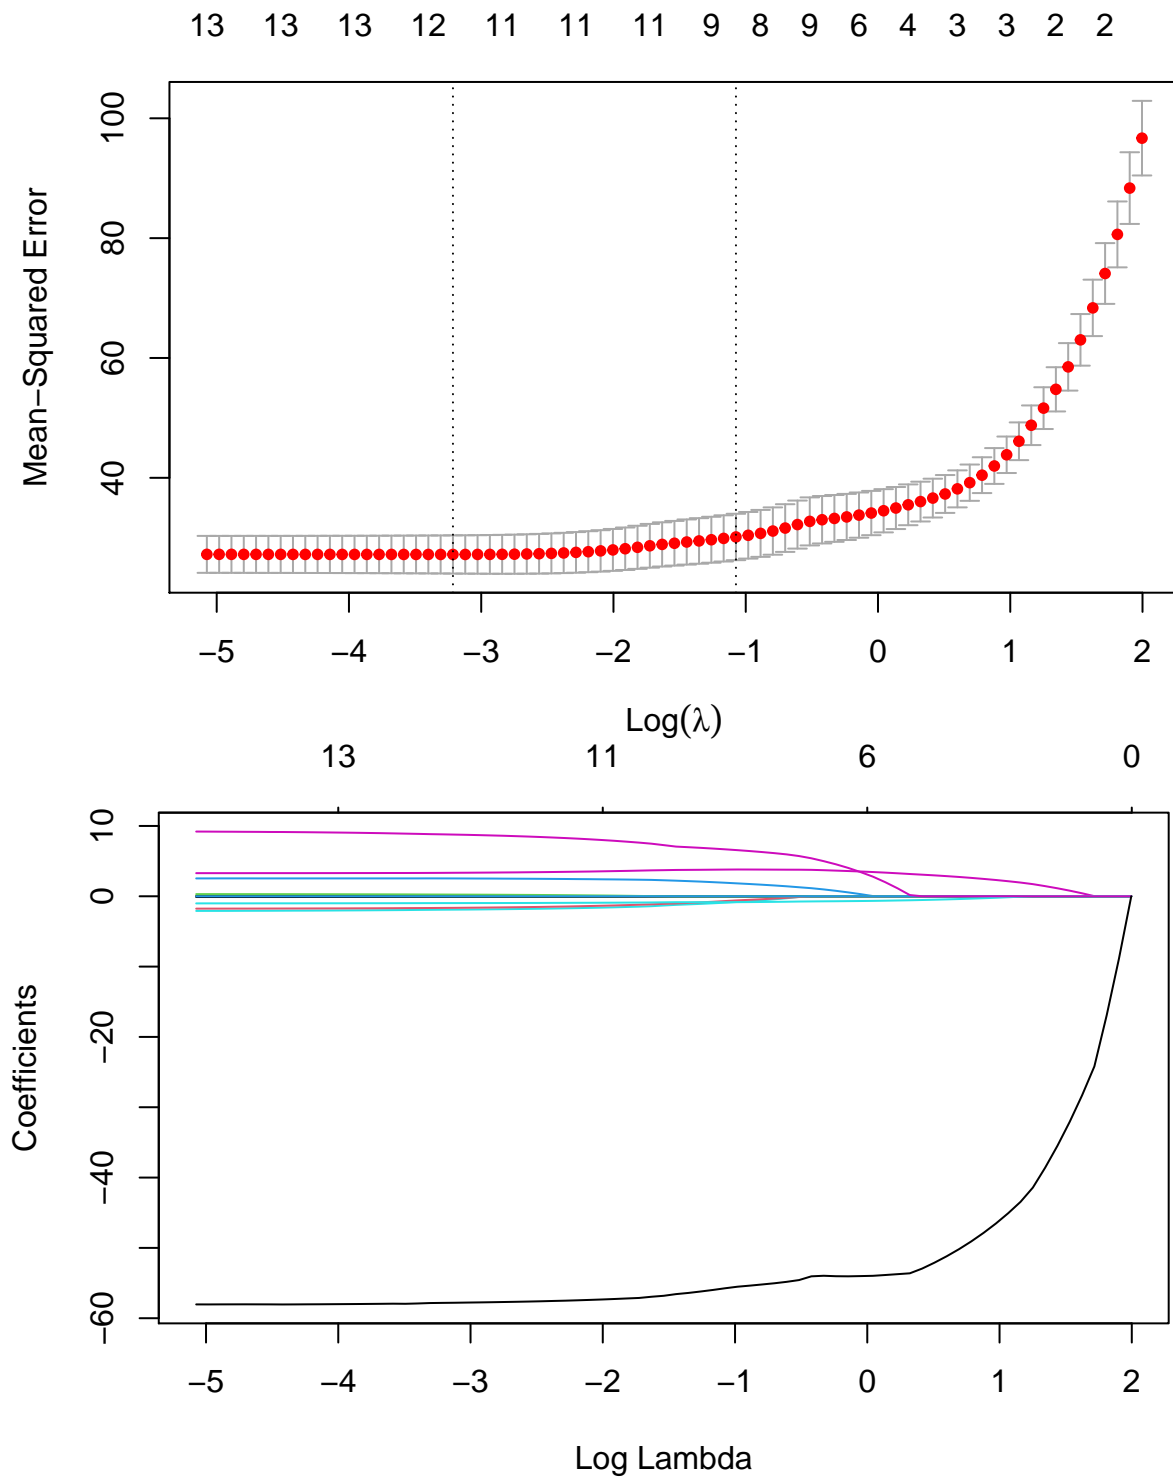 13 13 13 12 11 11 11 9 8 9 6 4 3 3 2 2
100
80
60
40
Mean−Squared Error
−5 −4 −3 −2 −1 0 1 2
Log(λ)
13 11 6 0
10
0
−20
−40
−60
Coefficients
−5 −4 −3 −2 −1 0 1 2
Log Lambda